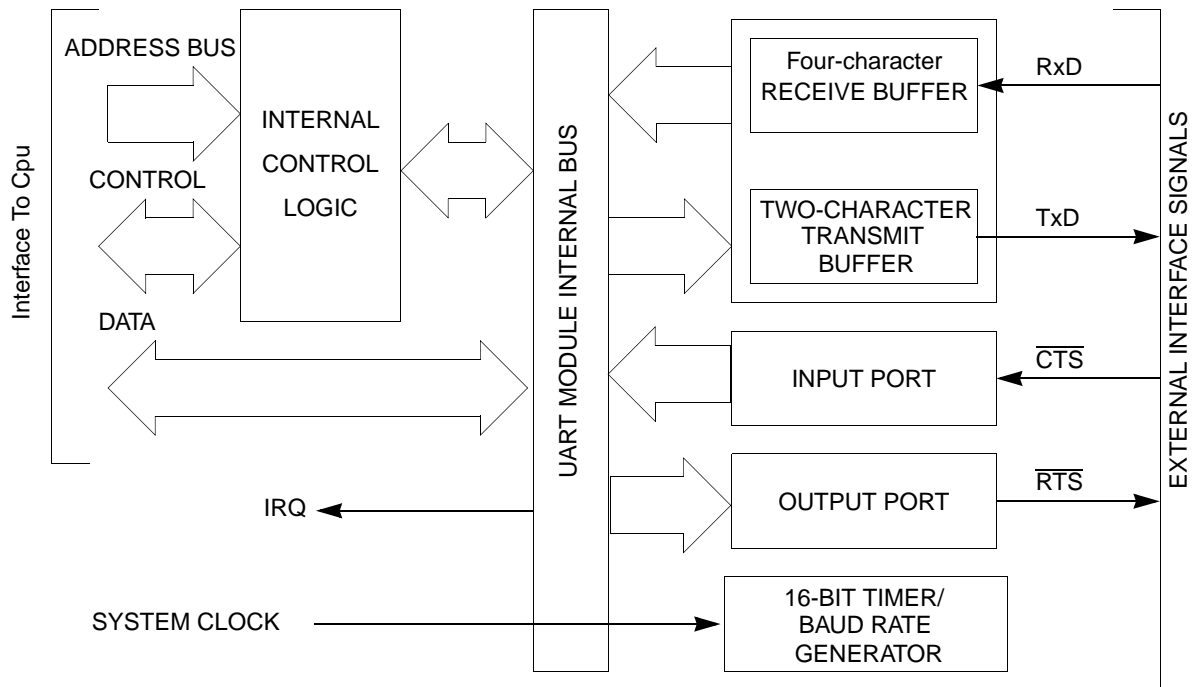 Interface To Cpu
ADDRESS BUS
CONTROL
DATA
INTERNAL
CONTROL
LOGIC
UART MODULE INTERNAL BUS
Four-character
RECEIVE BUFFER
TWO-CHARACTER
TRANSMIT
BUFFER
INPUT PORT
OUTPUT PORT
16-BIT TIMER/
BAUD RATE
GENERATOR
RxD
TxD
C̅T̅S̅
R̅T̅S̅
EXTERNAL INTERFACE SIGNALS
IRQ
SYSTEM CLOCK